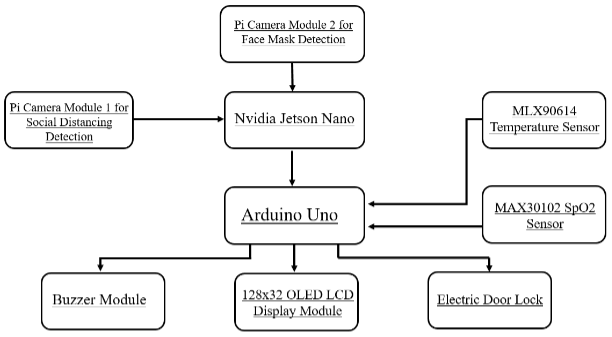 Pi Camera Module 2 for
Face Mask Detection
Pi Camera Module 1 for
Social Distancing
Detection
Nvidia Jetson Nano
MLX90614
Temperature Sensor
Arduino Uno
MAX30102 SpO2
Sensor
Buzzer Module
128x32 OLED LCD
Display Module
Electric Door Lock